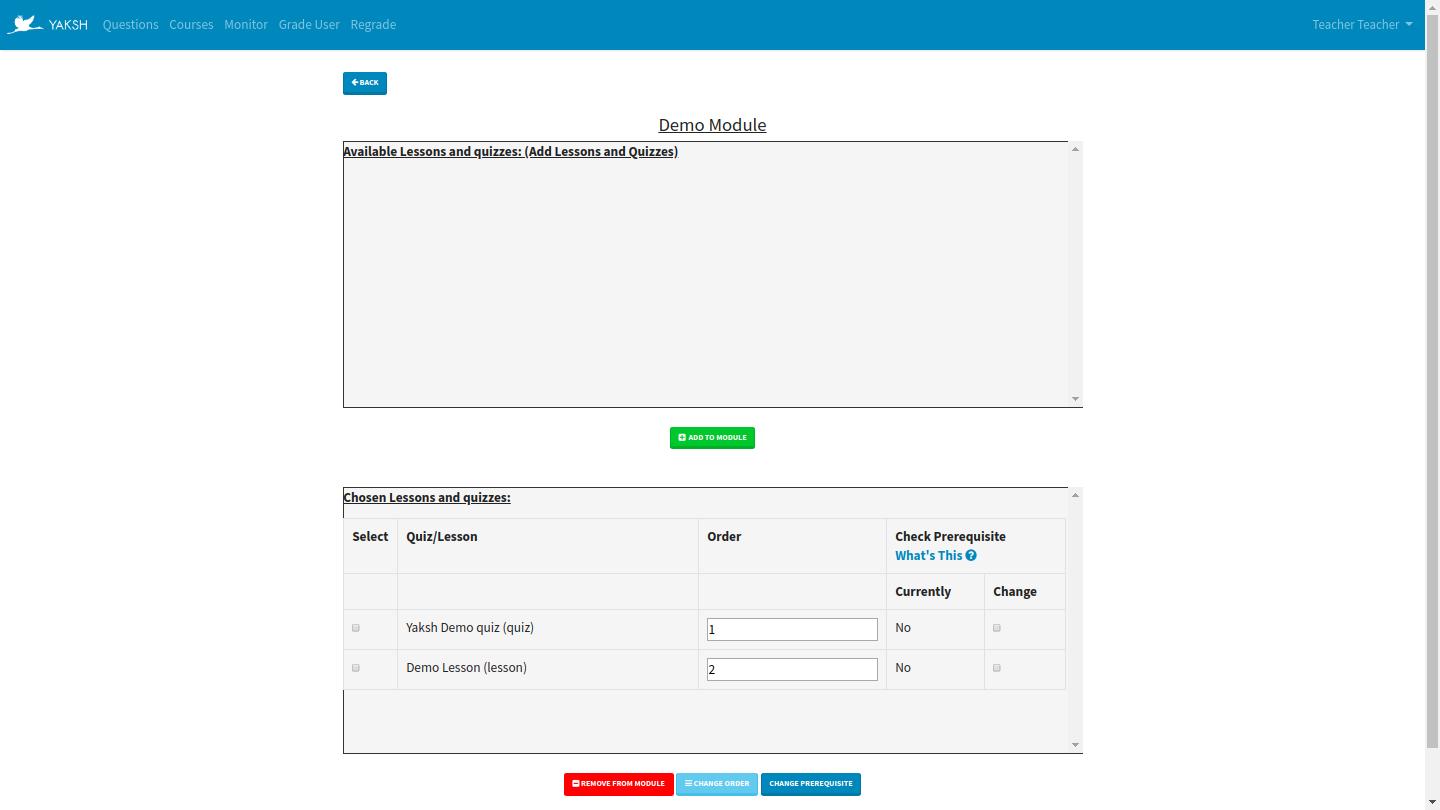 YAKSH Questions Courses Monitor Grade User Regrade Teacher Teacher
BACK
Demo Module
Available Lessons and quizzes: (Add Lessons and Quizzes)
ADD TO MODULE
Chosen Lessons and quizzes:
Select Quiz/Lesson Order Check Prerequisite
What's This
Currently Change
Yaksh Demo quiz (quiz) 1 No
Demo Lesson (lesson) 2 No
REMOVE FROM MODULE CHANGE ORDER CHANGE PREREQUISITE